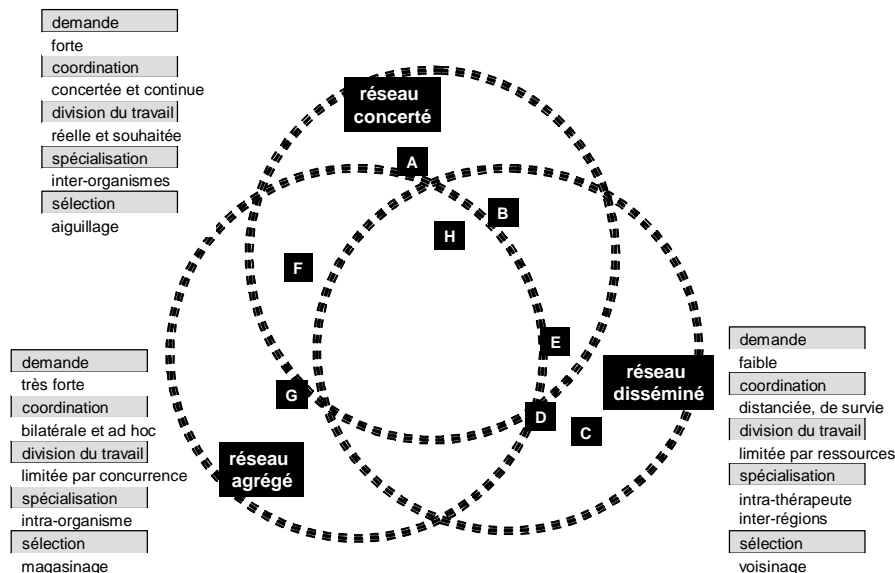 demande
forte
coordination
concertée et continue
division du travail
réelle et souhaitée
spécialisation
inter-organismes
sélection
aiguillage
réseau
concerté
A
B
H
F
E
G
D
C
réseau
disséminé
réseau
agrégé
demande
très forte
coordination
bilatérale et ad hoc
division du travail
limitée par concurrence
spécialisation
intra-organisme
sélection
magasinage
demande
faible
coordination
distanciée, de survie
division du travail
limitée par ressources
spécialisation
intra-thérapeute
inter-régions
sélection
voisinage